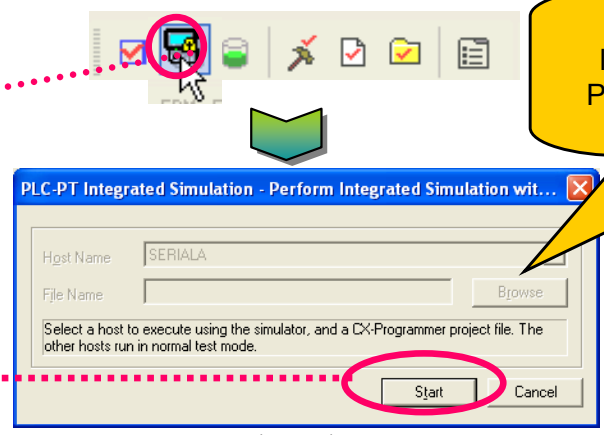 PLC-PT Integrated Simulation - Perform Integrated Simulation wit...
Host Name
SERIALA
File Name
Browse
Select a host to execute using the simulator, and a CX-Programmer project file. The
other hosts run in normal test mode.
Start
Cancel